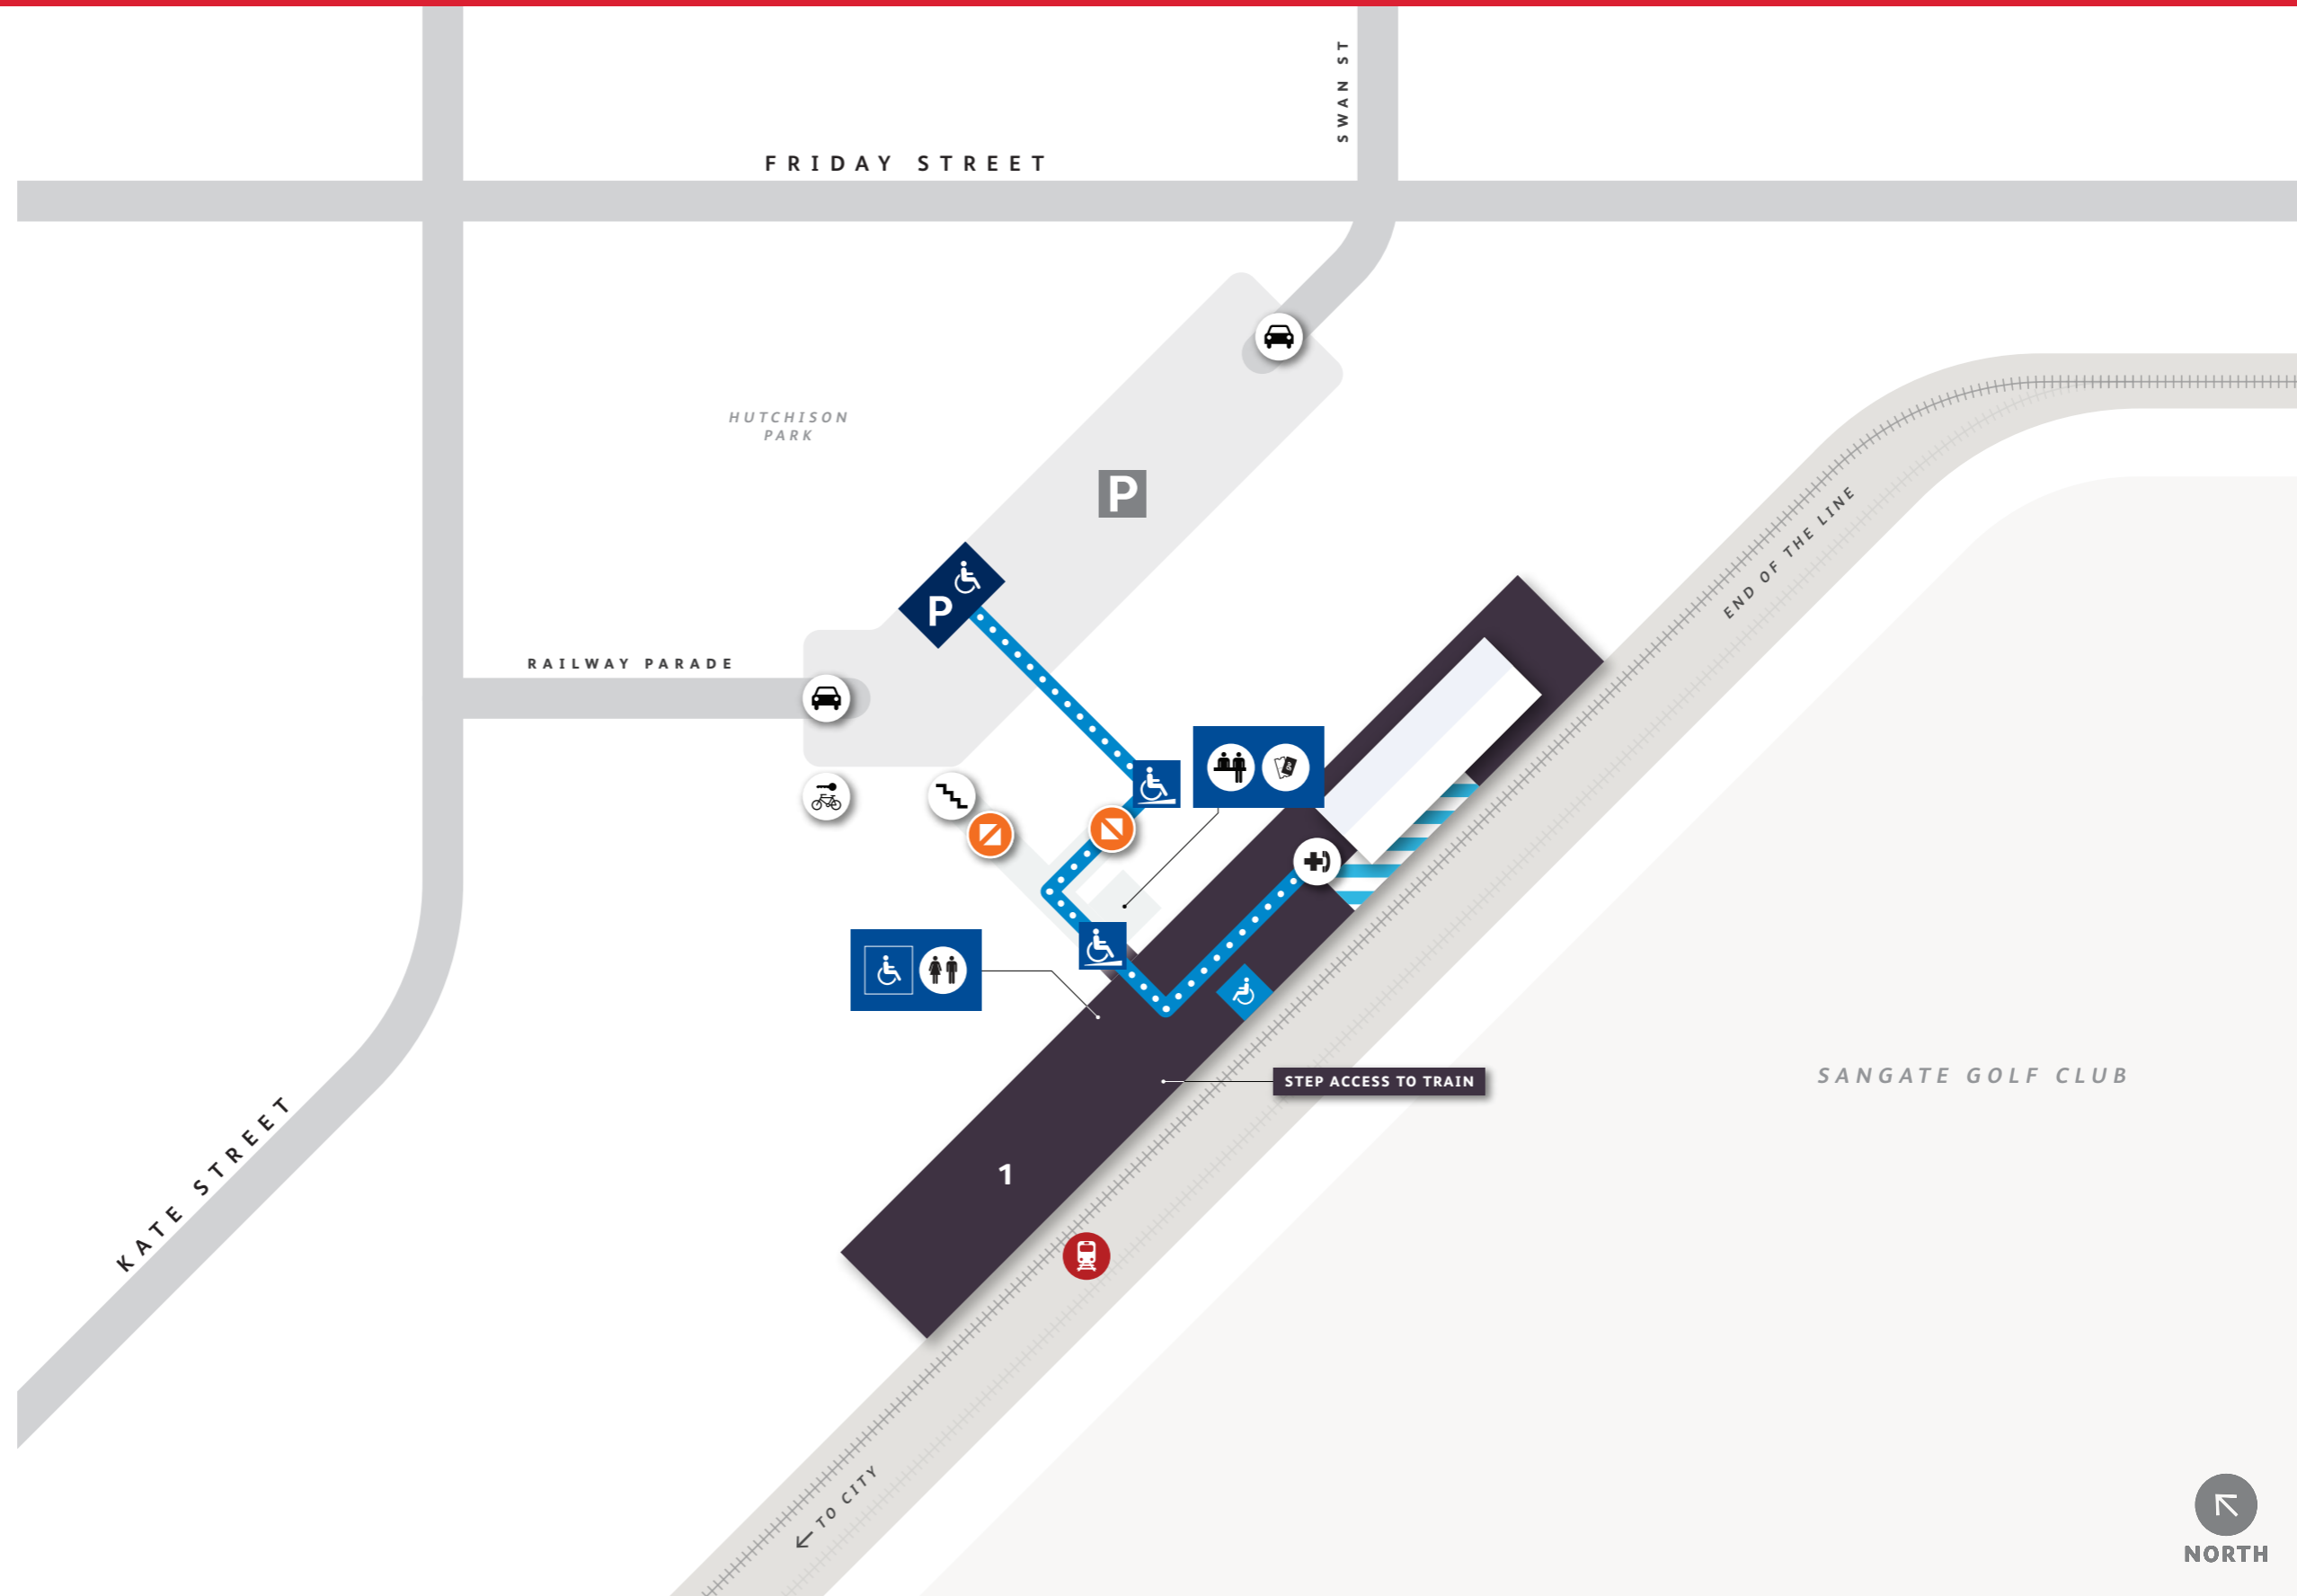 SWAN ST
FRIDAY STREET
HUTCHISON
PARK
P
END OF THE LINE
P
RAILWAY PARADE
STEP ACCESS TO TRAIN
SANGATE GOLF CLUB
KATE STREET
1
TO CITY
NORTH